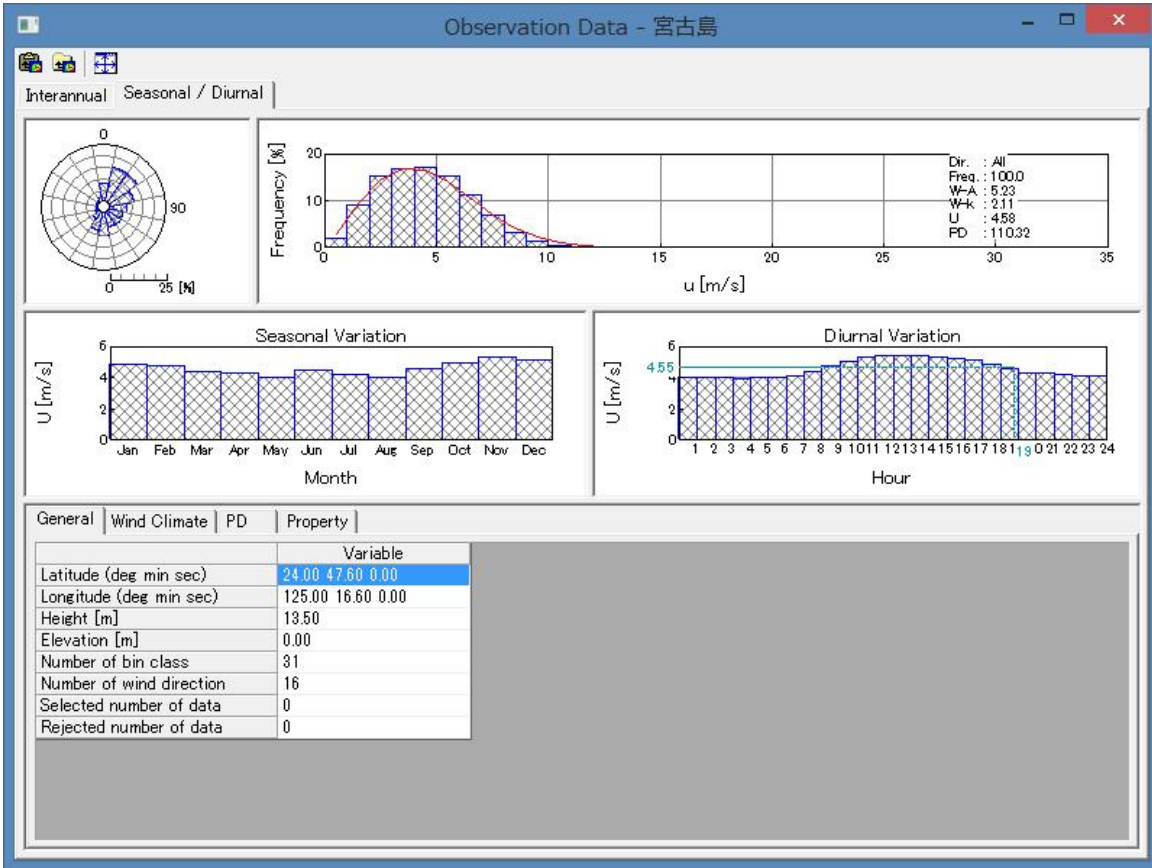 Observation Data - 宮古島
Interannual Seasonal / Diurnal
0
90
0 25 [%]
Frequency [%]
20
10
0
0 5 10 15 20 25 30 35
u [m/s]
Dir. : All
Freq. : 100.0
W-A : 5.23
W-k : 2.11
U : 4.58
PD : 110.32
Seasonal Variation
U [m/s]
6
4
2
0
Jan Feb Mar Apr May Jun Jul Aug Sep Oct Nov Dec
Month
Diurnal Variation
U [m/s]
6
4.55
4
2
0
1 2 3 4 5 6 7 8 9 10 11 12 13 14 15 16 17 18 1 19 0 21 22 23 24
Hour
General Wind Climate PD Property
Variable
Latitude (deg min sec) 24.00 47.60 0.00
Longitude (deg min sec) 125.00 16.60 0.00
Height [m] 13.50
Elevation [m] 0.00
Number of bin class 31
Number of wind direction 16
Selected number of data 0
Rejected number of data 0